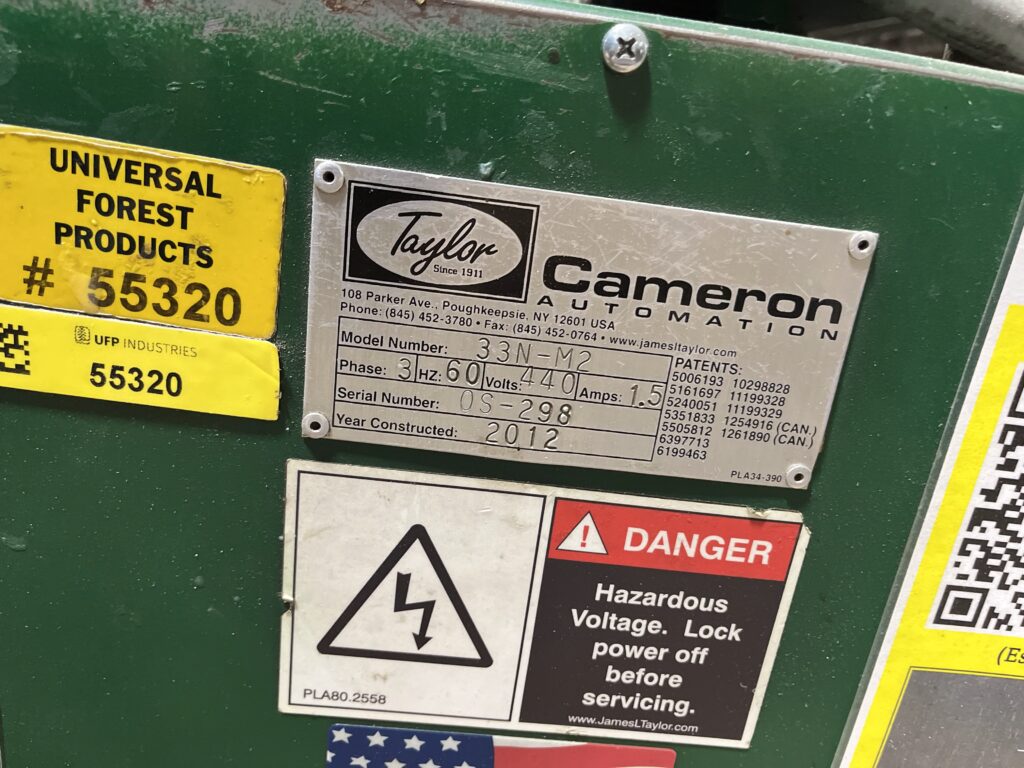 UNIVERSAL
FOREST
PRODUCTS
# 55320
UFP INDUSTRIES
55320
Taylor
Since 1911
Cameron
AUTOMATION
108 Parker Ave., Poughkeepsie, NY 12601 USA
Phone: (845) 452-3780 • Fax: (845) 452-0764 • www.jamesltaylor.com
Model Number: 33N-M2
Phase: 3 HZ: 60 Volts: 440 Amps: 1.5
Serial Number: OS-298
Year Constructed: 2012
PATENTS:
5006193 10298828
5161697 11199328
5240051 11199329
5351833 1254916 (CAN.)
5505812 1261890 (CAN.)
6397713
6199463
PLA34-390
PLA80.2558
! DANGER
Hazardous
Voltage. Lock
power off
before
servicing.
www.JamesLTaylor.com
(Es